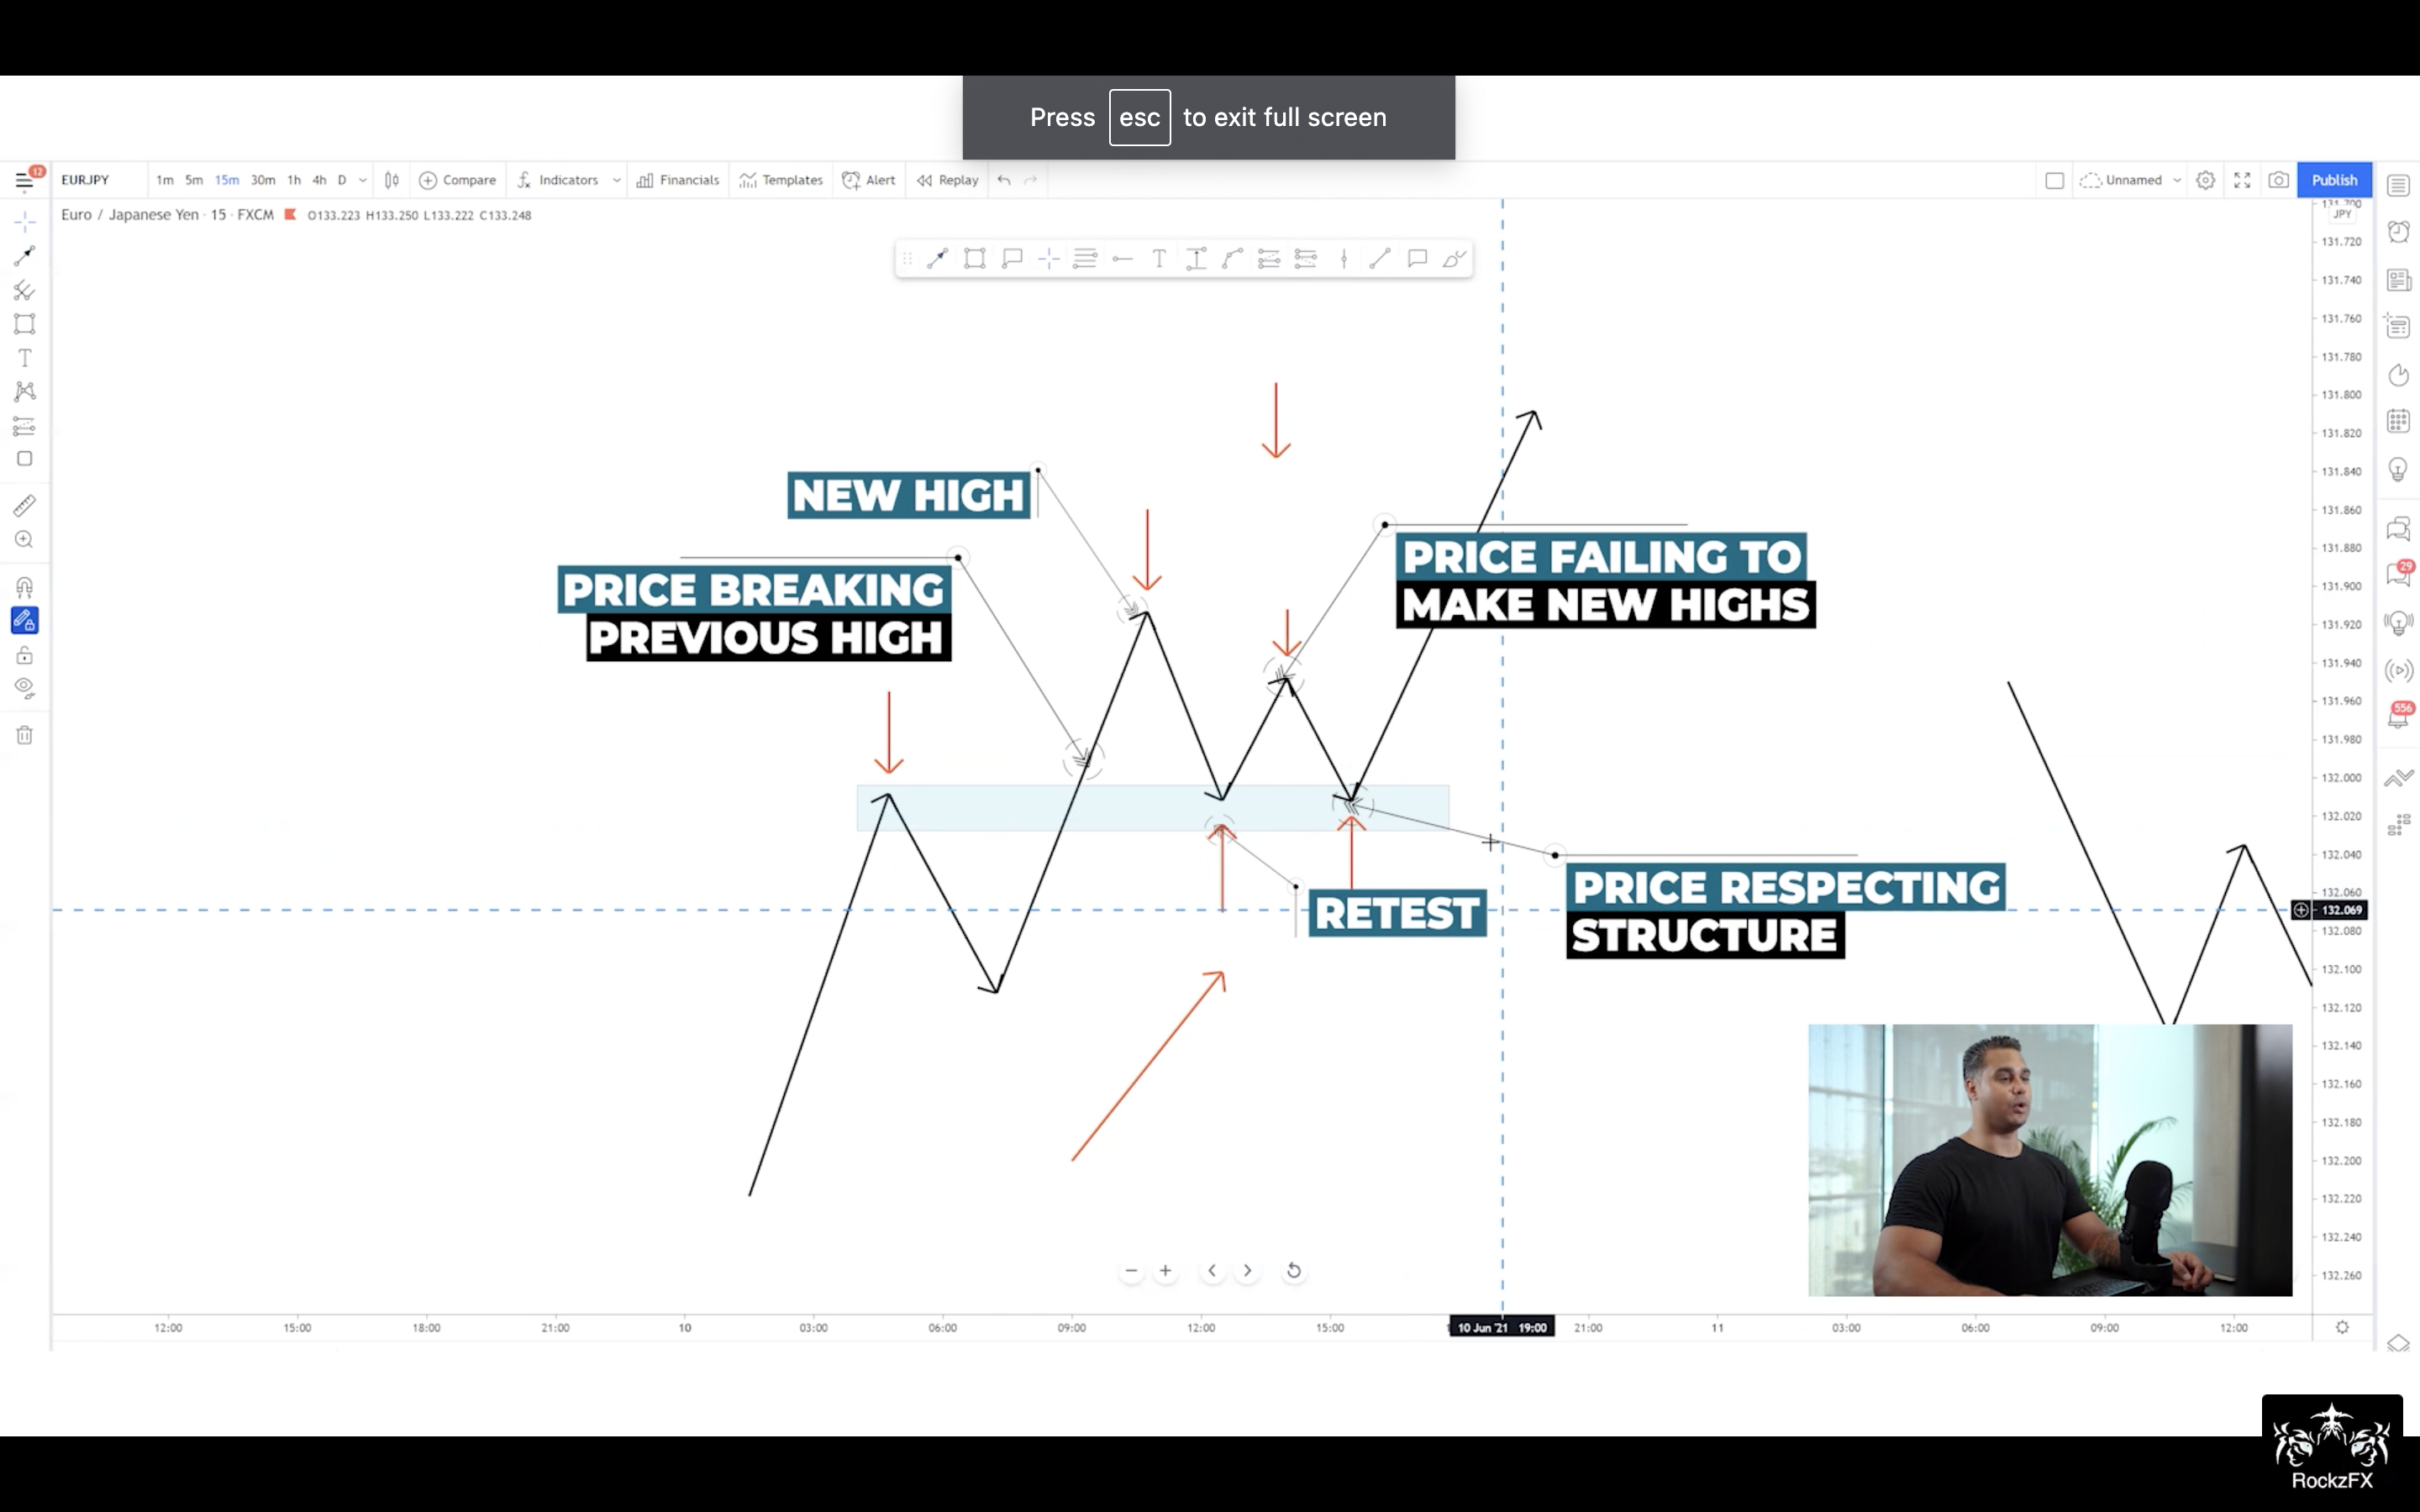 Press esc to exit full screen
12
EURJPY
1m 5m 15m 30m 1h 4h D
Compare
Indicators
Financials
Templates
Alert
Replay
Unnamed
Publish
Euro / Japanese Yen · 15 · FXCM O133.223 H133.250 L133.222 C133.248
131.700
JPY
131.720
131.740
131.760
131.780
131.800
131.820
131.840
131.860
131.880
131.900
131.920
131.940
131.960
131.980
132.000
132.020
132.040
132.060
132.069
132.080
132.100
132.120
132.140
132.160
132.180
132.200
132.220
132.240
132.260
29
556
NEW HIGH
PRICE BREAKING
PREVIOUS HIGH
PRICE FAILING TO
MAKE NEW HIGHS
RETEST
PRICE RESPECTING
STRUCTURE
12:00 15:00 18:00 21:00 10 03:00 06:00 09:00 12:00 15:00 10 Jun '21 19:00 21:00 11 03:00 06:00 09:00 12:00
RockzFX